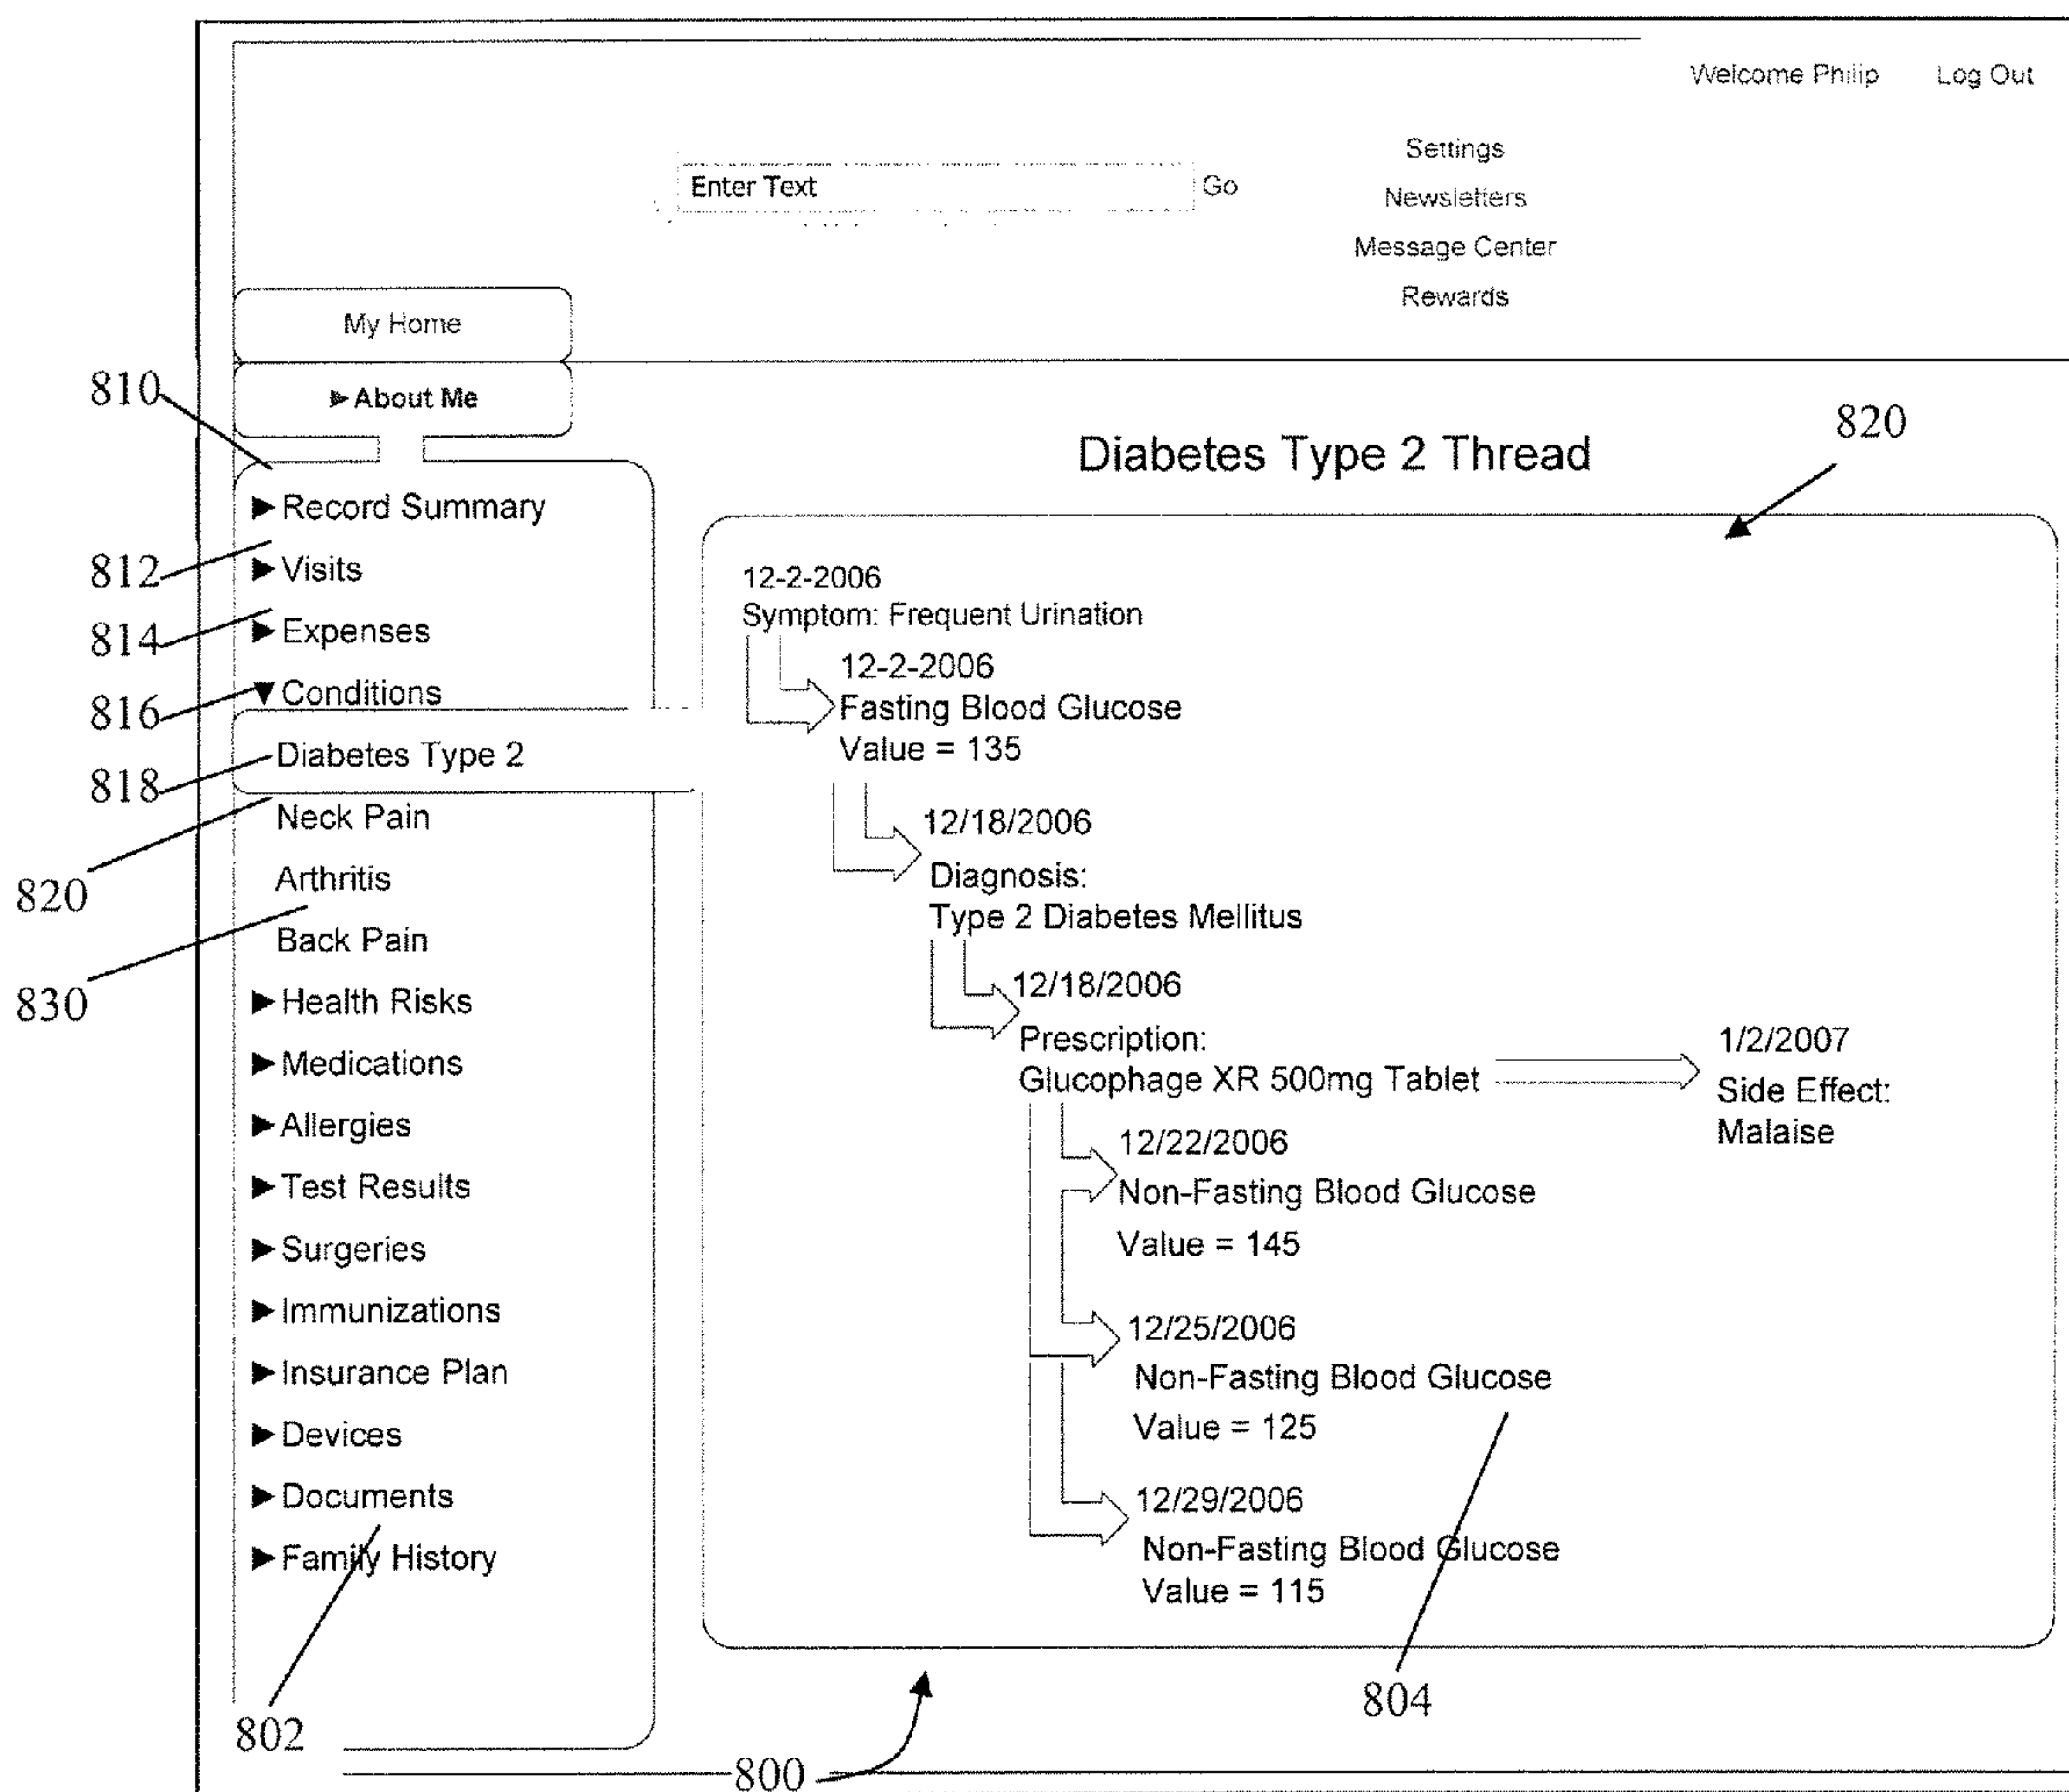 Welcome Philip Log Out
Settings
Enter Text Go
Newsletters
Message Center
Rewards
My Home
810
►About Me
820
Diabetes Type 2 Thread
►Record Summary
812
►Visits
814
►Expenses
816
▼Conditions
818
Diabetes Type 2
820
Neck Pain
Arthritis
830
Back Pain
►Health Risks
►Medications
►Allergies
►Test Results
►Surgeries
►Immunizations
►Insurance Plan
►Devices
►Documents
►Family History
802
12-2-2006
Symptom: Frequent Urination
12-2-2006
Fasting Blood Glucose
Value = 135
12/18/2006
Diagnosis:
Type 2 Diabetes Mellitus
12/18/2006
Prescription:
Glucophage XR 500mg Tablet
1/2/2007
Side Effect:
Malaise
12/22/2006
Non-Fasting Blood Glucose
Value = 145
12/25/2006
Non-Fasting Blood Glucose
Value = 125
12/29/2006
Non-Fasting Blood Glucose
Value = 115
804
800